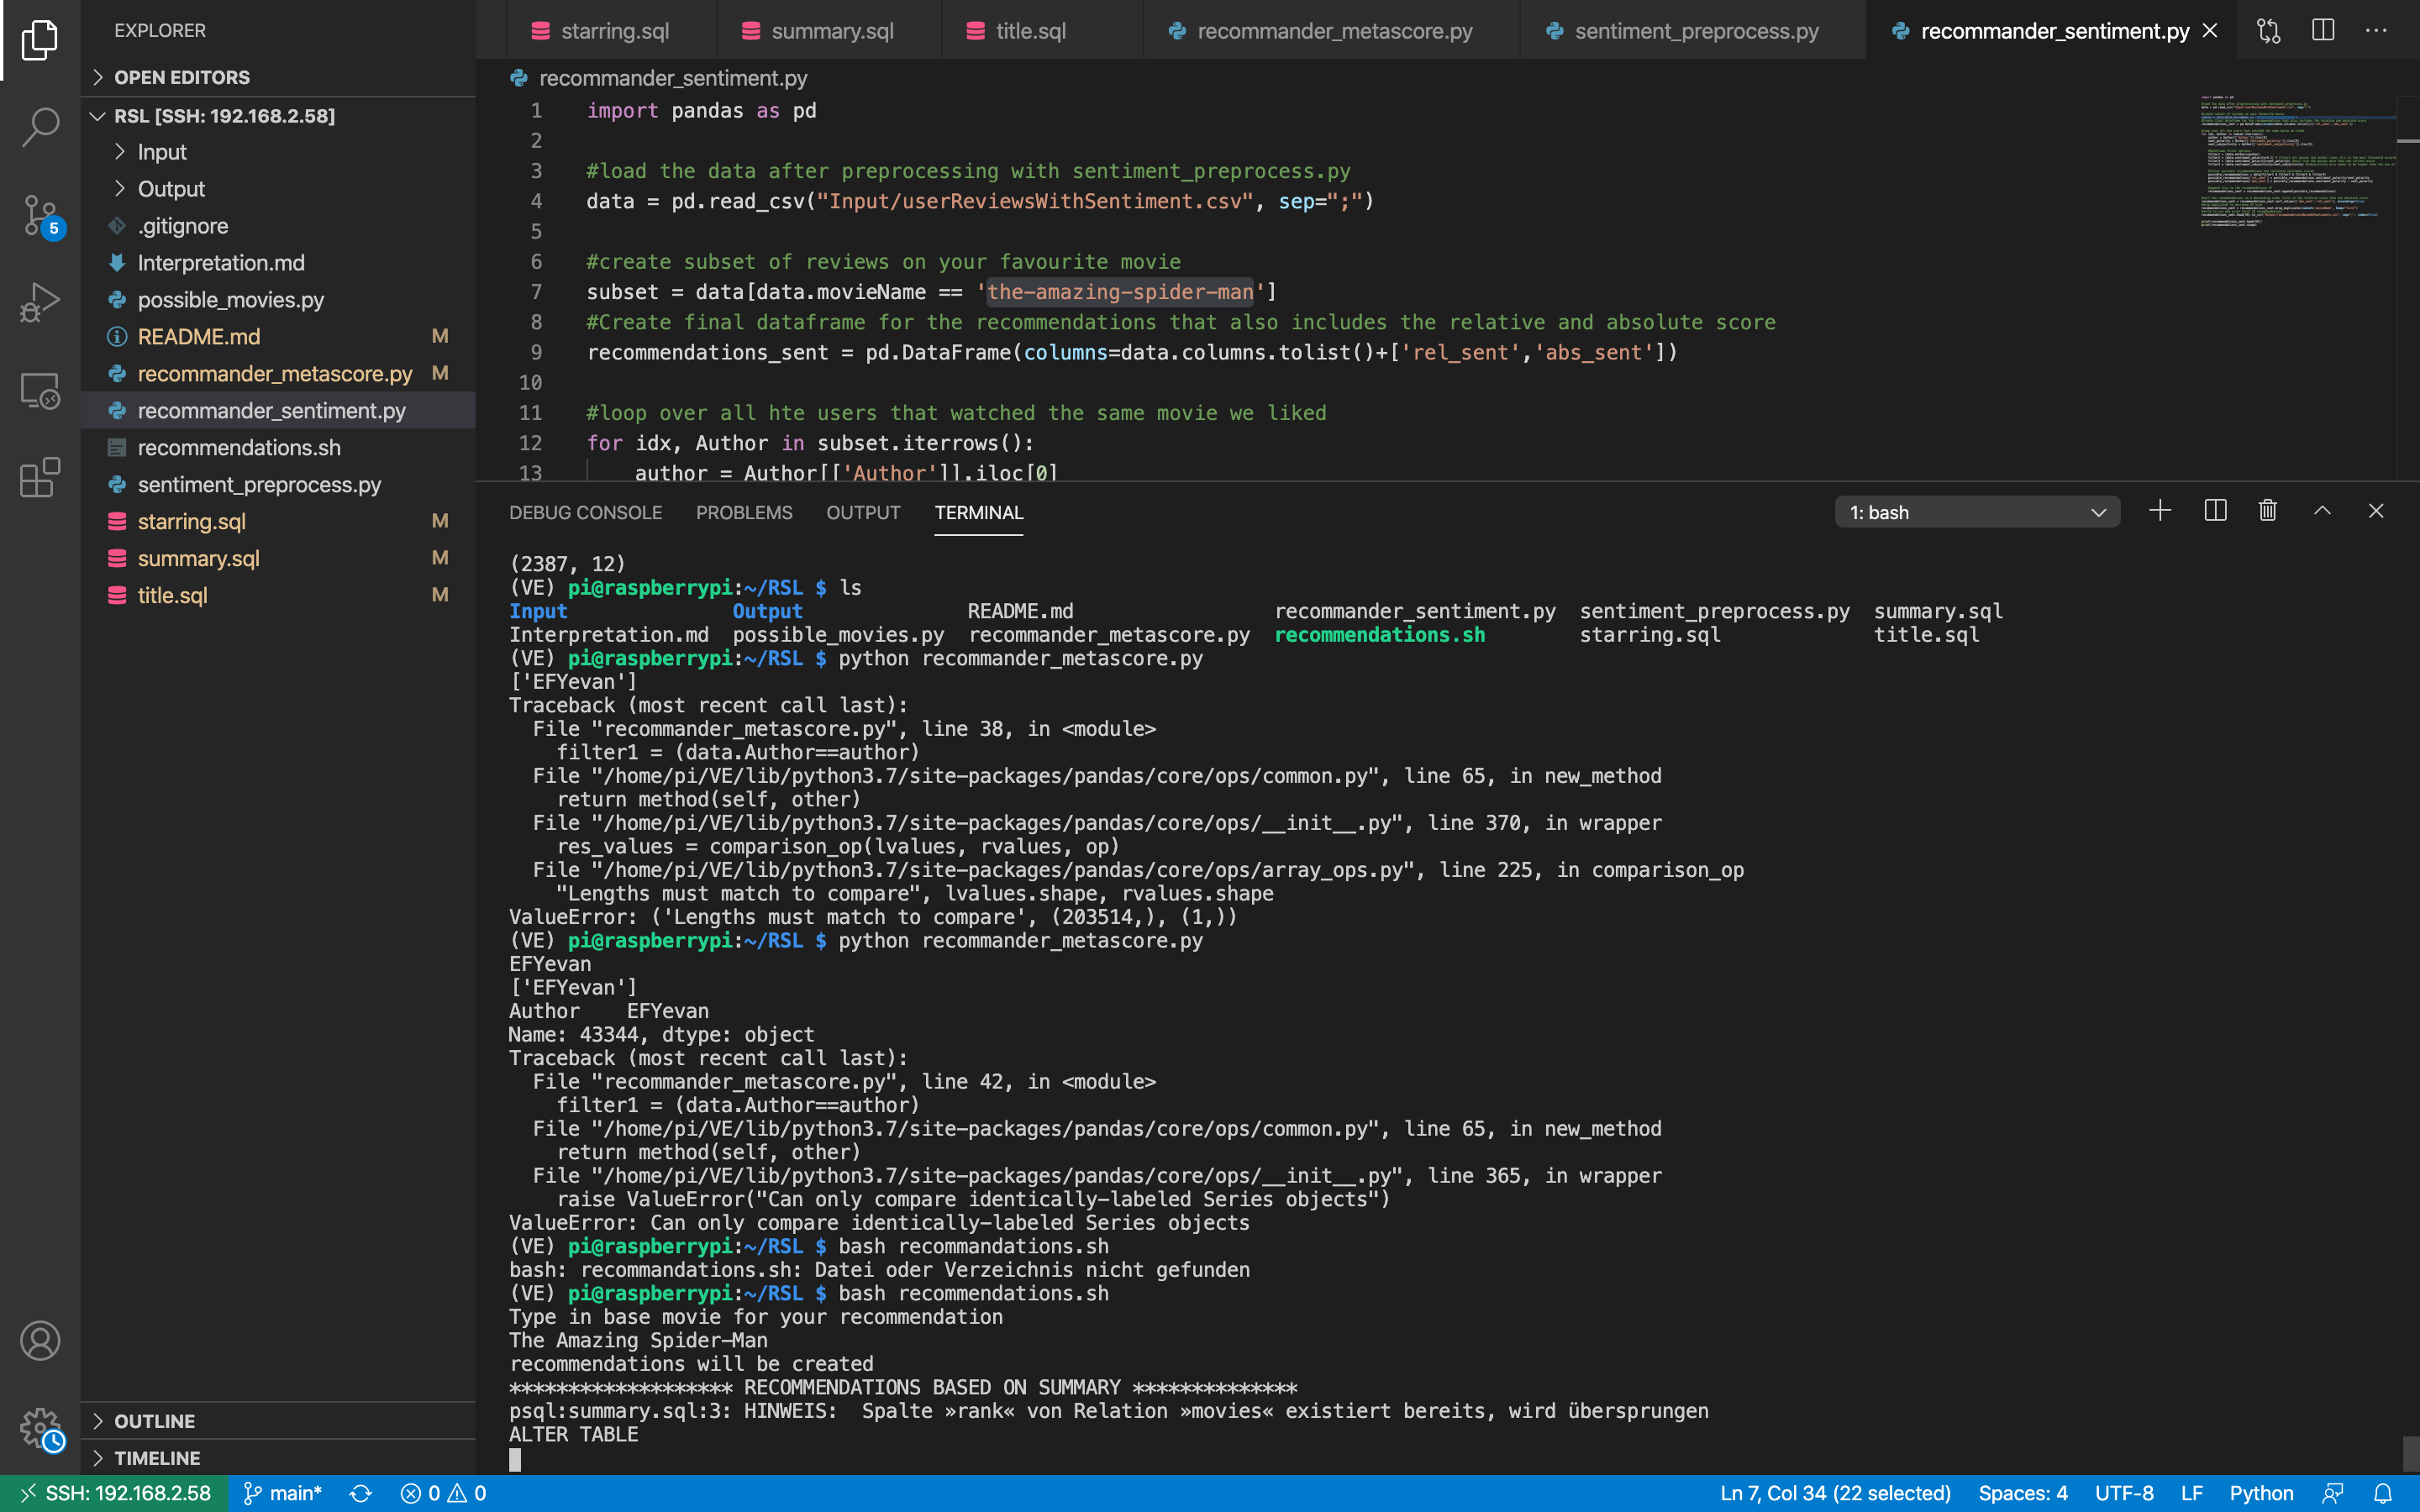 EXPLORER
OPEN EDITORS
RSL [SSH: 192.168.2.58]
Input
Output
.gitignore
Interpretation.md
possible_movies.py
README.md M
recommander_metascore.py M
recommander_sentiment.py
recommendations.sh
sentiment_preprocess.py
starring.sql M
summary.sql M
title.sql M
OUTLINE
TIMELINE
5
starring.sql summary.sql title.sql recommander_metascore.py sentiment_preprocess.py recommander_sentiment.py
recommander_sentiment.py
1 import pandas as pd
2
3 #load the data after preprocessing with sentiment_preprocess.py
4 data = pd.read_csv("Input/userReviewsWithSentiment.csv", sep=";")
5
6 #create subset of reviews on your favourite movie
7 subset = data[data.movieName == 'the-amazing-spider-man']
8 #Create final dataframe for the recommendations that also includes the relative and absolute score
9 recommendations_sent = pd.DataFrame(columns=data.columns.tolist()+['rel_sent','abs_sent'])
10
11 #loop over all hte users that watched the same movie we liked
12 for idx, Author in subset.iterrows():
13 author = Author[['Author']].iloc[0]
DEBUG CONSOLE PROBLEMS OUTPUT TERMINAL 1: bash
(2387, 12)
(VE) pi@raspberrypi:~/RSL $ ls
Input Output README.md recommander_sentiment.py sentiment_preprocess.py summary.sql
Interpretation.md possible_movies.py recommander_metascore.py recommendations.sh starring.sql title.sql
(VE) pi@raspberrypi:~/RSL $ python recommander_metascore.py
['EFYevan']
Traceback (most recent call last):
File "recommander_metascore.py", line 38, in <module>
filter1 = (data.Author==author)
File "/home/pi/VE/lib/python3.7/site-packages/pandas/core/ops/common.py", line 65, in new_method
return method(self, other)
File "/home/pi/VE/lib/python3.7/site-packages/pandas/core/ops/__init__.py", line 370, in wrapper
res_values = comparison_op(lvalues, rvalues, op)
File "/home/pi/VE/lib/python3.7/site-packages/pandas/core/ops/array_ops.py", line 225, in comparison_op
"Lengths must match to compare", lvalues.shape, rvalues.shape
ValueError: ('Lengths must match to compare', (203514,), (1,))
(VE) pi@raspberrypi:~/RSL $ python recommander_metascore.py
EFYevan
['EFYevan']
Author EFYevan
Name: 43344, dtype: object
Traceback (most recent call last):
File "recommander_metascore.py", line 42, in <module>
filter1 = (data.Author==author)
File "/home/pi/VE/lib/python3.7/site-packages/pandas/core/ops/common.py", line 65, in new_method
return method(self, other)
File "/home/pi/VE/lib/python3.7/site-packages/pandas/core/ops/__init__.py", line 365, in wrapper
raise ValueError("Can only compare identically-labeled Series objects")
ValueError: Can only compare identically-labeled Series objects
(VE) pi@raspberrypi:~/RSL $ bash recommandations.sh
bash: recommandations.sh: Datei oder Verzeichnis nicht gefunden
(VE) pi@raspberrypi:~/RSL $ bash recommendations.sh
Type in base movie for your recommendation
The Amazing Spider-Man
recommendations will be created
******************* RECOMMENDATIONS BASED ON SUMMARY **************
psql:summary.sql:3: HINWEIS: Spalte »rank« von Relation »movies« existiert bereits, wird übersprungen
ALTER TABLE
SSH: 192.168.2.58 main* 0 0 Ln 7, Col 34 (22 selected) Spaces: 4 UTF-8 LF Python